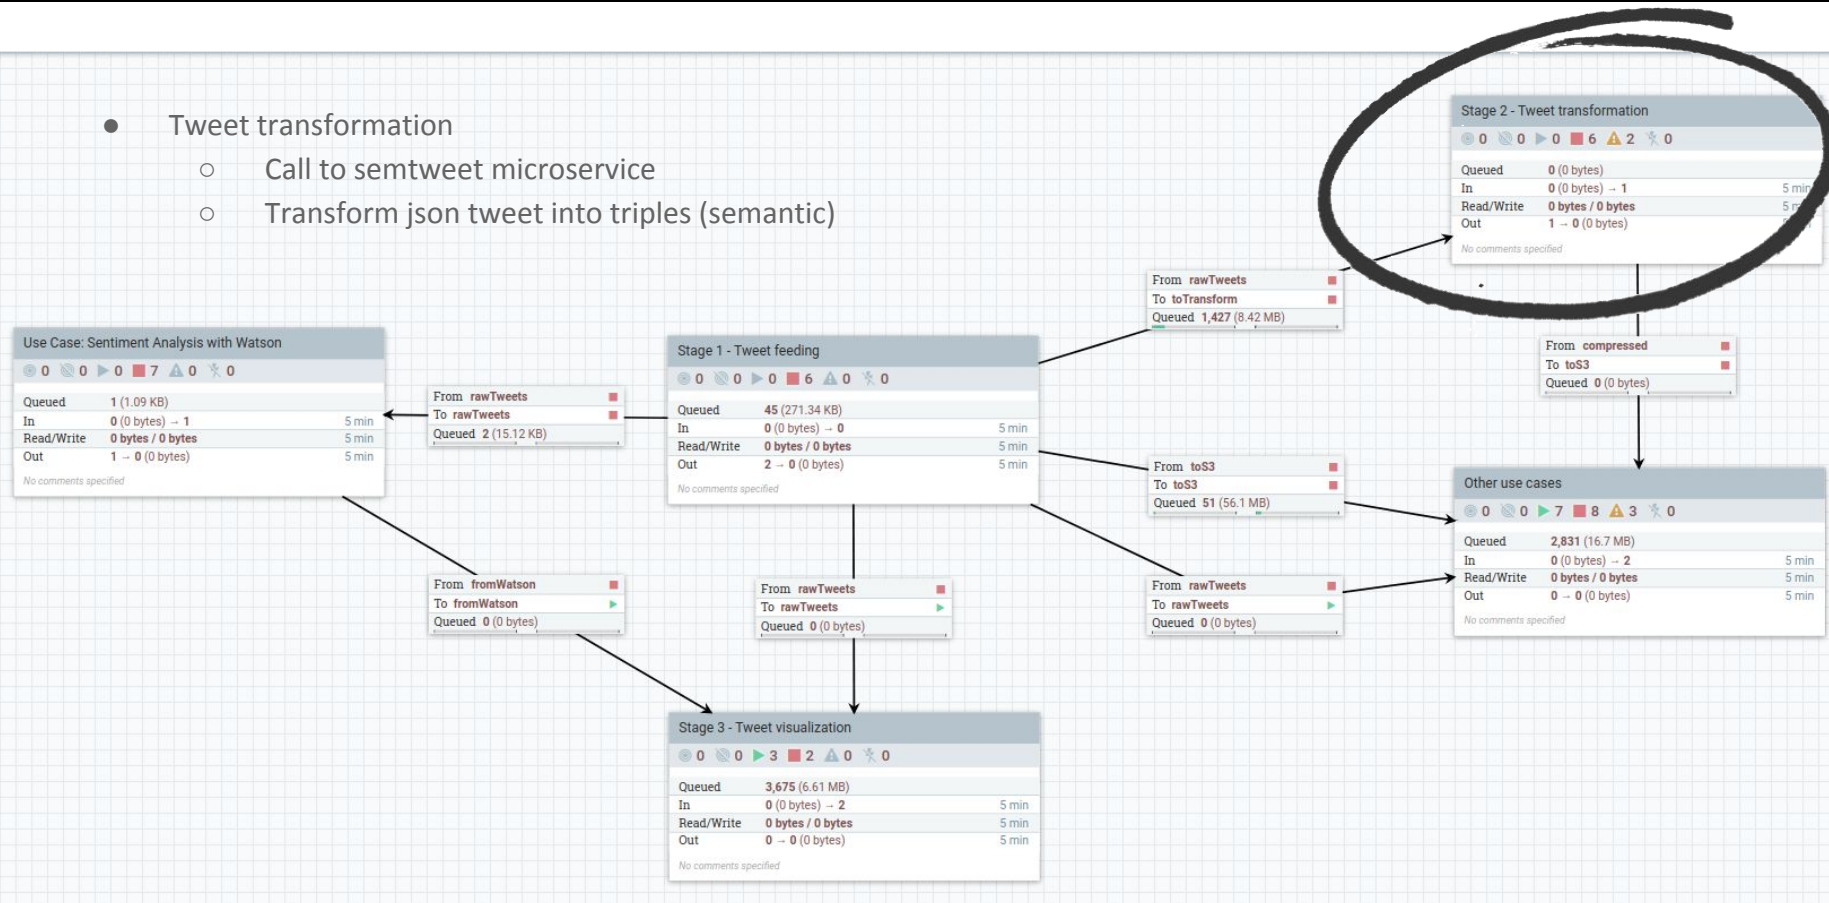 ● Tweet transformation
○ Call to semtweet microservice
○ Transform json tweet into triples (semantic)
Stage 2 - Tweet transformation
0 0 0 6 2 0
Queued 0 (0 bytes)
In 0 (0 bytes) → 1 5 min
Read/Write 0 bytes / 0 bytes
Out 1 → 0 (0 bytes)
No comments specified
From rawTweets
To toTransform
Queued 1,427 (8.42 MB)
Use Case: Sentiment Analysis with Watson
0 0 0 7 0 0
Queued 1 (1.09 KB)
In 0 (0 bytes) → 1 5 min
Read/Write 0 bytes / 0 bytes 5 min
Out 1 → 0 (0 bytes) 5 min
No comments specified
From rawTweets
To rawTweets
Queued 2 (15.12 KB)
Stage 1 - Tweet feeding
0 0 0 6 0 0
Queued 45 (271.34 KB)
In 0 (0 bytes) → 0 5 min
Read/Write 0 bytes / 0 bytes 5 min
Out 2 → 0 (0 bytes) 5 min
No comments specified
From compressed
To toS3
Queued 0 (0 bytes)
From toS3
To toS3
Queued 51 (56.1 MB)
Other use cases
0 0 7 8 3 0
Queued 2,831 (16.7 MB)
In 0 (0 bytes) → 2 5 min
Read/Write 0 bytes / 0 bytes 5 min
Out 0 → 0 (0 bytes) 5 min
No comments specified
From fromWatson
To fromWatson
Queued 0 (0 bytes)
From rawTweets
To rawTweets
Queued 0 (0 bytes)
From rawTweets
To rawTweets
Queued 0 (0 bytes)
Stage 3 - Tweet visualization
0 0 3 2 0 0
Queued 3,675 (6.61 MB)
In 0 (0 bytes) → 2 5 min
Read/Write 0 bytes / 0 bytes 5 min
Out 0 → 0 (0 bytes) 5 min
No comments specified